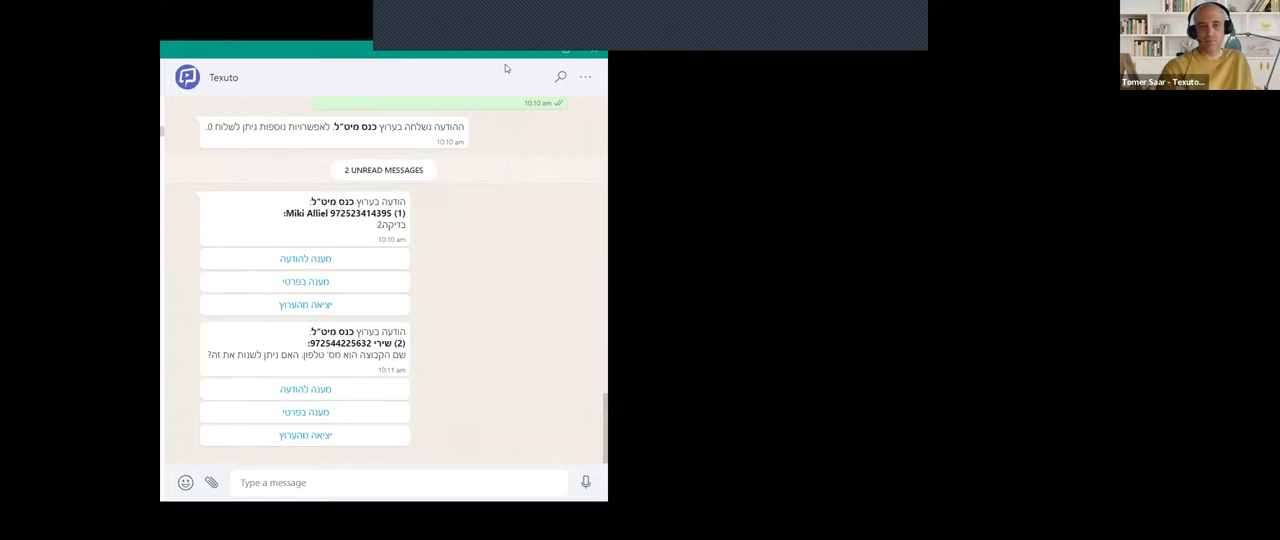 Tomer Saar - Texuto...
Texuto
10:10 am
ההודעה נשלחה בערוץ כנס מיט"ל. לאפשרויות נוספות ניתן לשלוח 0.
10:10 am
2 UNREAD MESSAGES
הודעה בערוץ כנס מיט"ל:
(1) Miki Alliel 972523414395:
בדיקה2
10:10 am
מענה להודעה
מענה בפרטי
יציאה מהערוץ
הודעה בערוץ כנס מיט"ל:
(2) שירי 972544225632:
שם הקבוצה הוא מס' טלפון. האם ניתן לשנות את זה?
10:11 am
מענה להודעה
מענה בפרטי
יציאה מהערוץ
Type a message